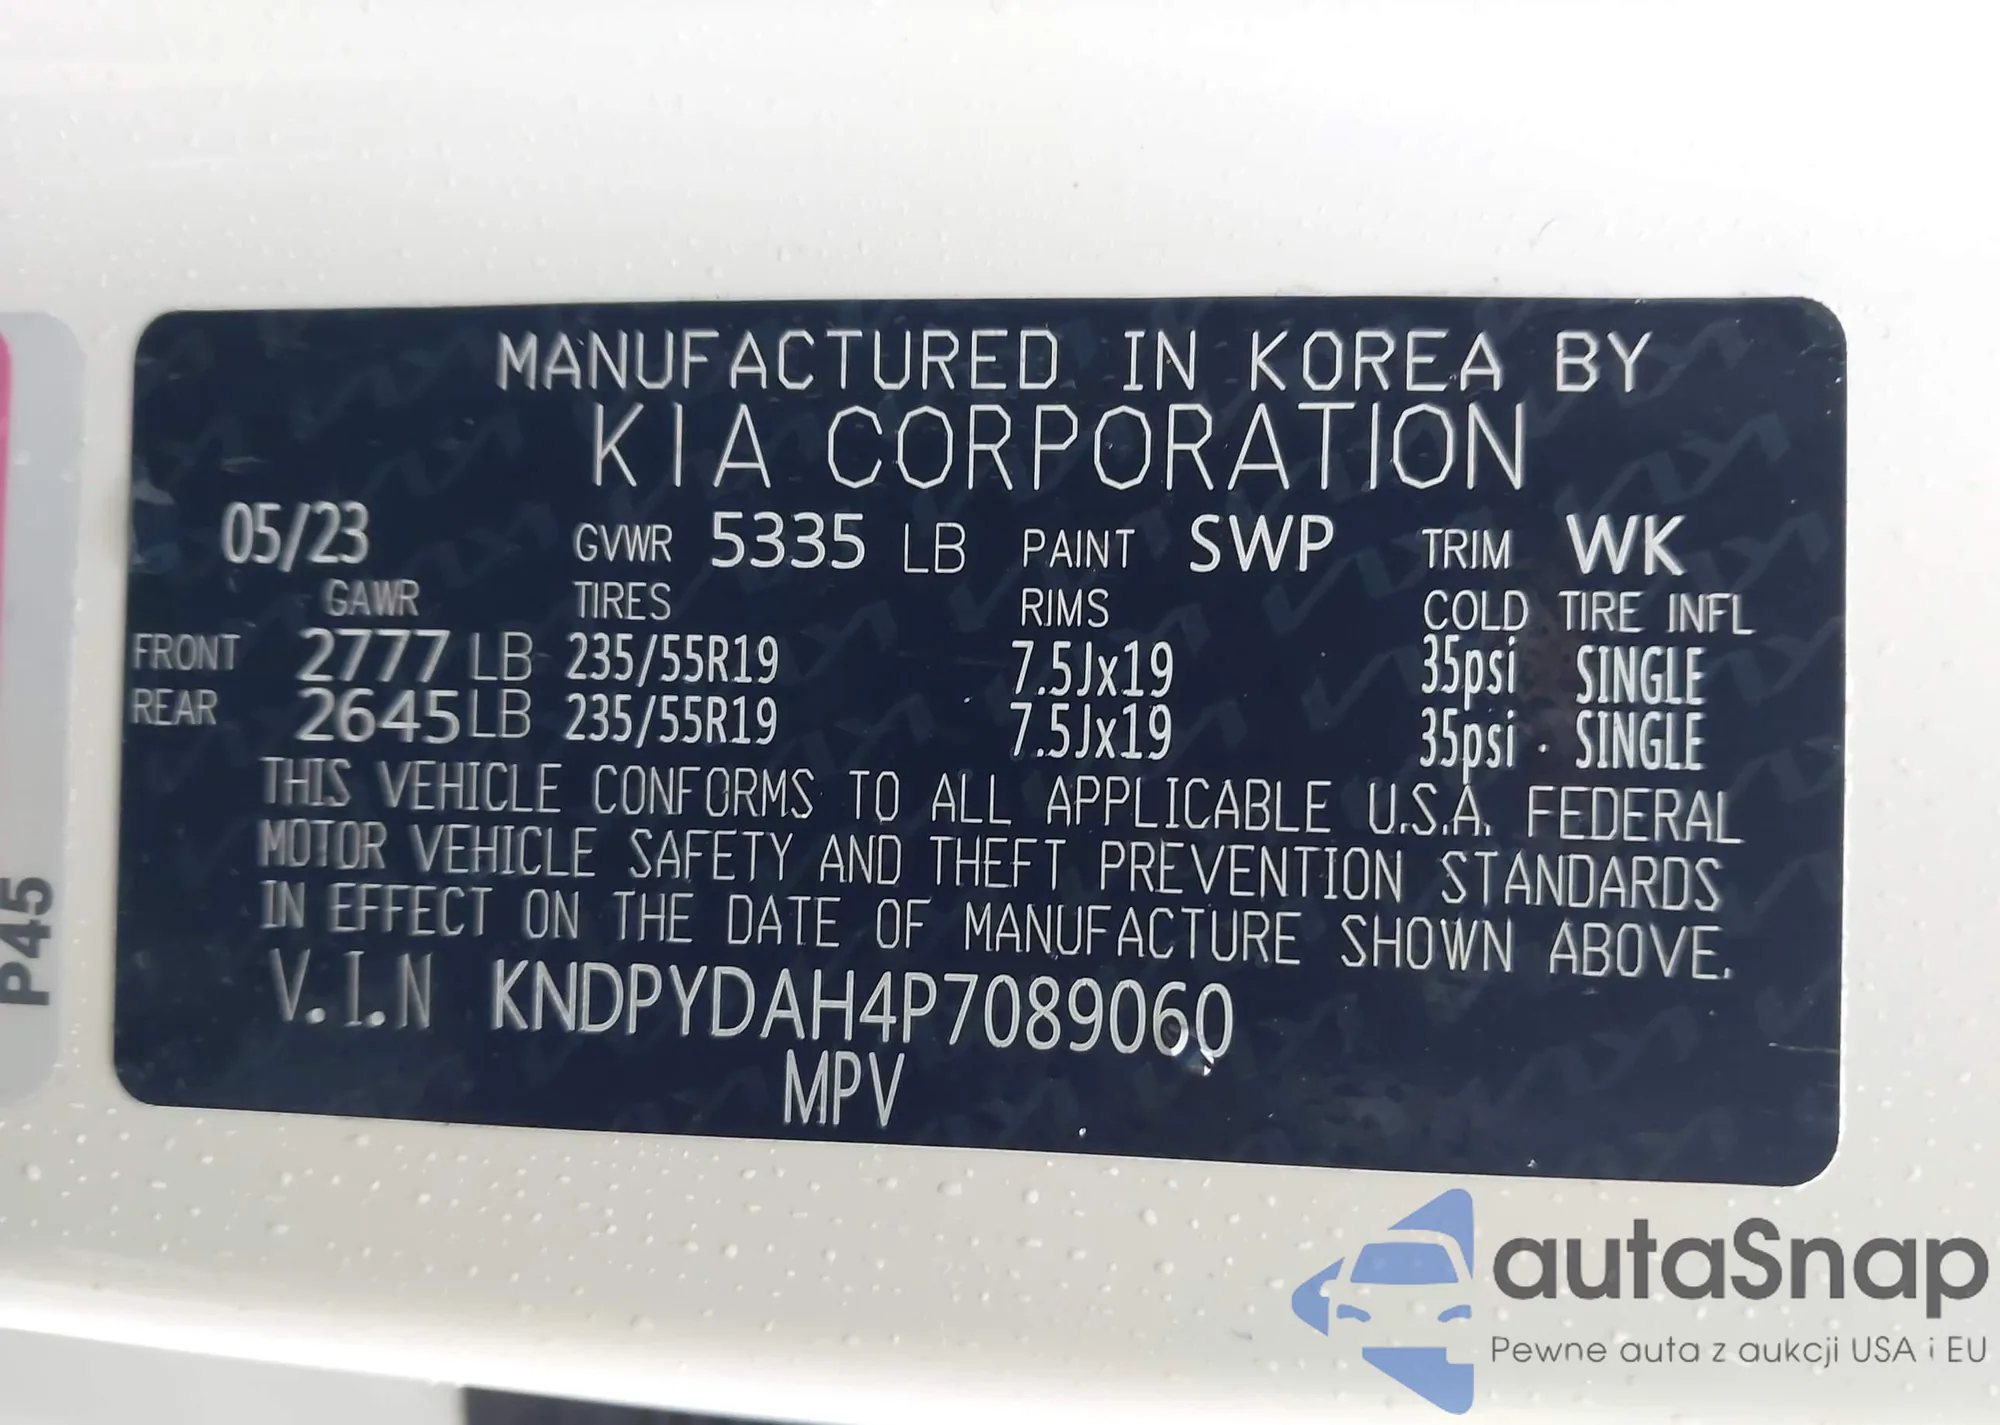 MANUFACTURED IN KOREA BY
KIA CORPORATION
05/23 GVWR 5335 LB PAINT SWP TRIM WK
GAWR TIRES RIMS COLD TIRE INFL
FRONT 2777 LB 235/55R19 7.5Jx19 35psi SINGLE
REAR 2645 LB 235/55R19 7.5Jx19 35psi SINGLE
THIS VEHICLE CONFORMS TO ALL APPLICABLE U.S.A. FEDERAL
MOTOR VEHICLE SAFETY AND THEFT PREVENTION STANDARDS
IN EFFECT ON THE DATE OF MANUFACTURE SHOWN ABOVE.
V.I.N KNDPYDAH4P7089060
MPV
P45
autaSnap
Pewne auta z aukcji USA i EU